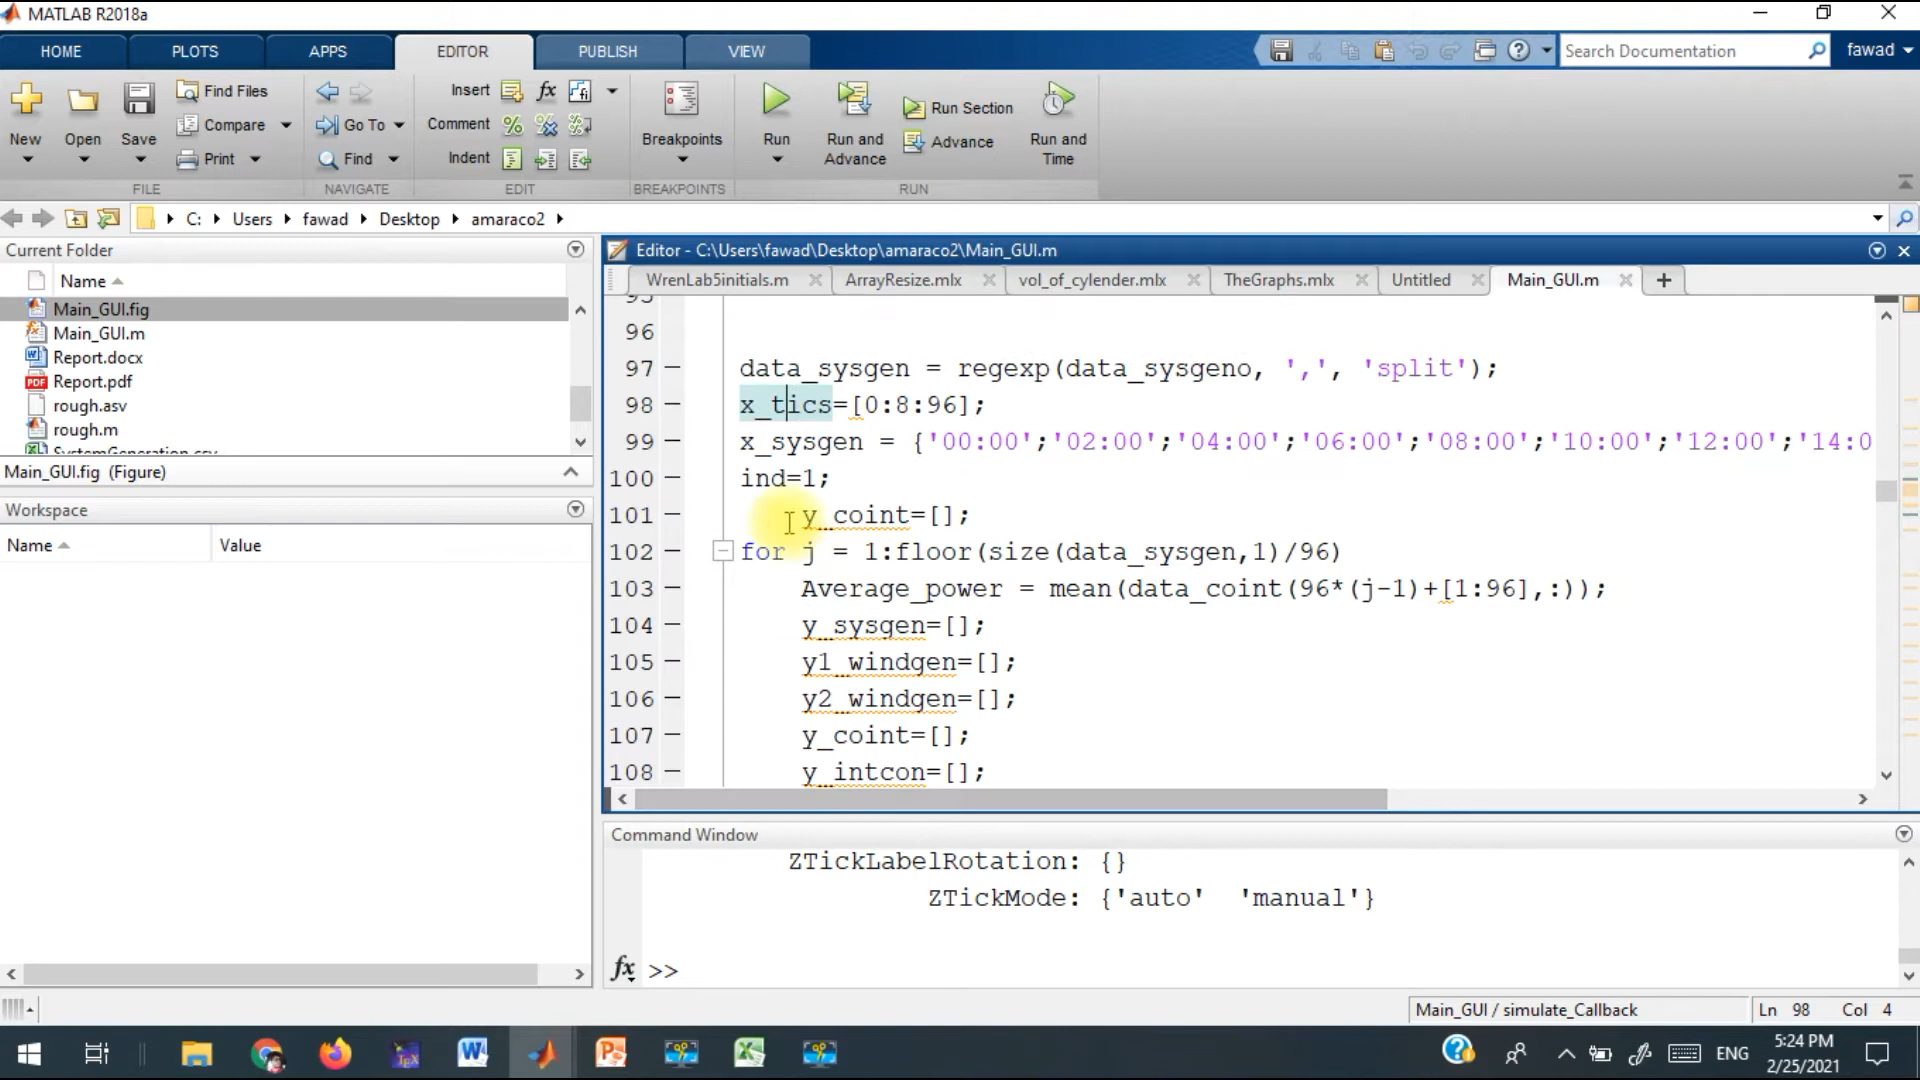 MATLAB R2018a
HOME PLOTS APPS EDITOR PUBLISH VIEW Search Documentation fawad
New Open Save Find Files Compare Print
FILE
Go To Find
NAVIGATE
Insert fx
Comment
Indent
EDIT
Breakpoints
BREAKPOINTS
Run Run and Advance Run Section Advance Run and Time
RUN
C: Users fawad Desktop amaraco2
Current Folder
Name
Main_GUI.fig
Main_GUI.m
Report.docx
Report.pdf
rough.asv
rough.m
SystemGeneration.csv
Main_GUI.fig (Figure)
Workspace
Name Value
Editor - C:\Users\fawad\Desktop\amaraco2\Main_GUI.m
WrenLab5initials.m ArrayResize.mlx vol_of_cylender.mlx TheGraphs.mlx Untitled Main_GUI.m
95
96
97 data_sysgen = regexp(data_sysgeno, ',', 'split');
98 x_tics=[0:8:96];
99 x_sysgen = {'00:00';'02:00';'04:00';'06:00';'08:00';'10:00';'12:00';'14:0
100 ind=1;
101 y_coint=[];
102 for j = 1:floor(size(data_sysgen,1)/96)
103 Average_power = mean(data_coint(96*(j-1)+[1:96],:));
104 y_sysgen=[];
105 y1_windgen=[];
106 y2_windgen=[];
107 y_coint=[];
108 y_intcon=[];
Command Window
ZTickLabelRotation: {}
ZTickMode: {'auto' 'manual'}
fx >>
Main_GUI / simulate_Callback Ln 98 Col 4
ENG 5:24 PM
2/25/2021